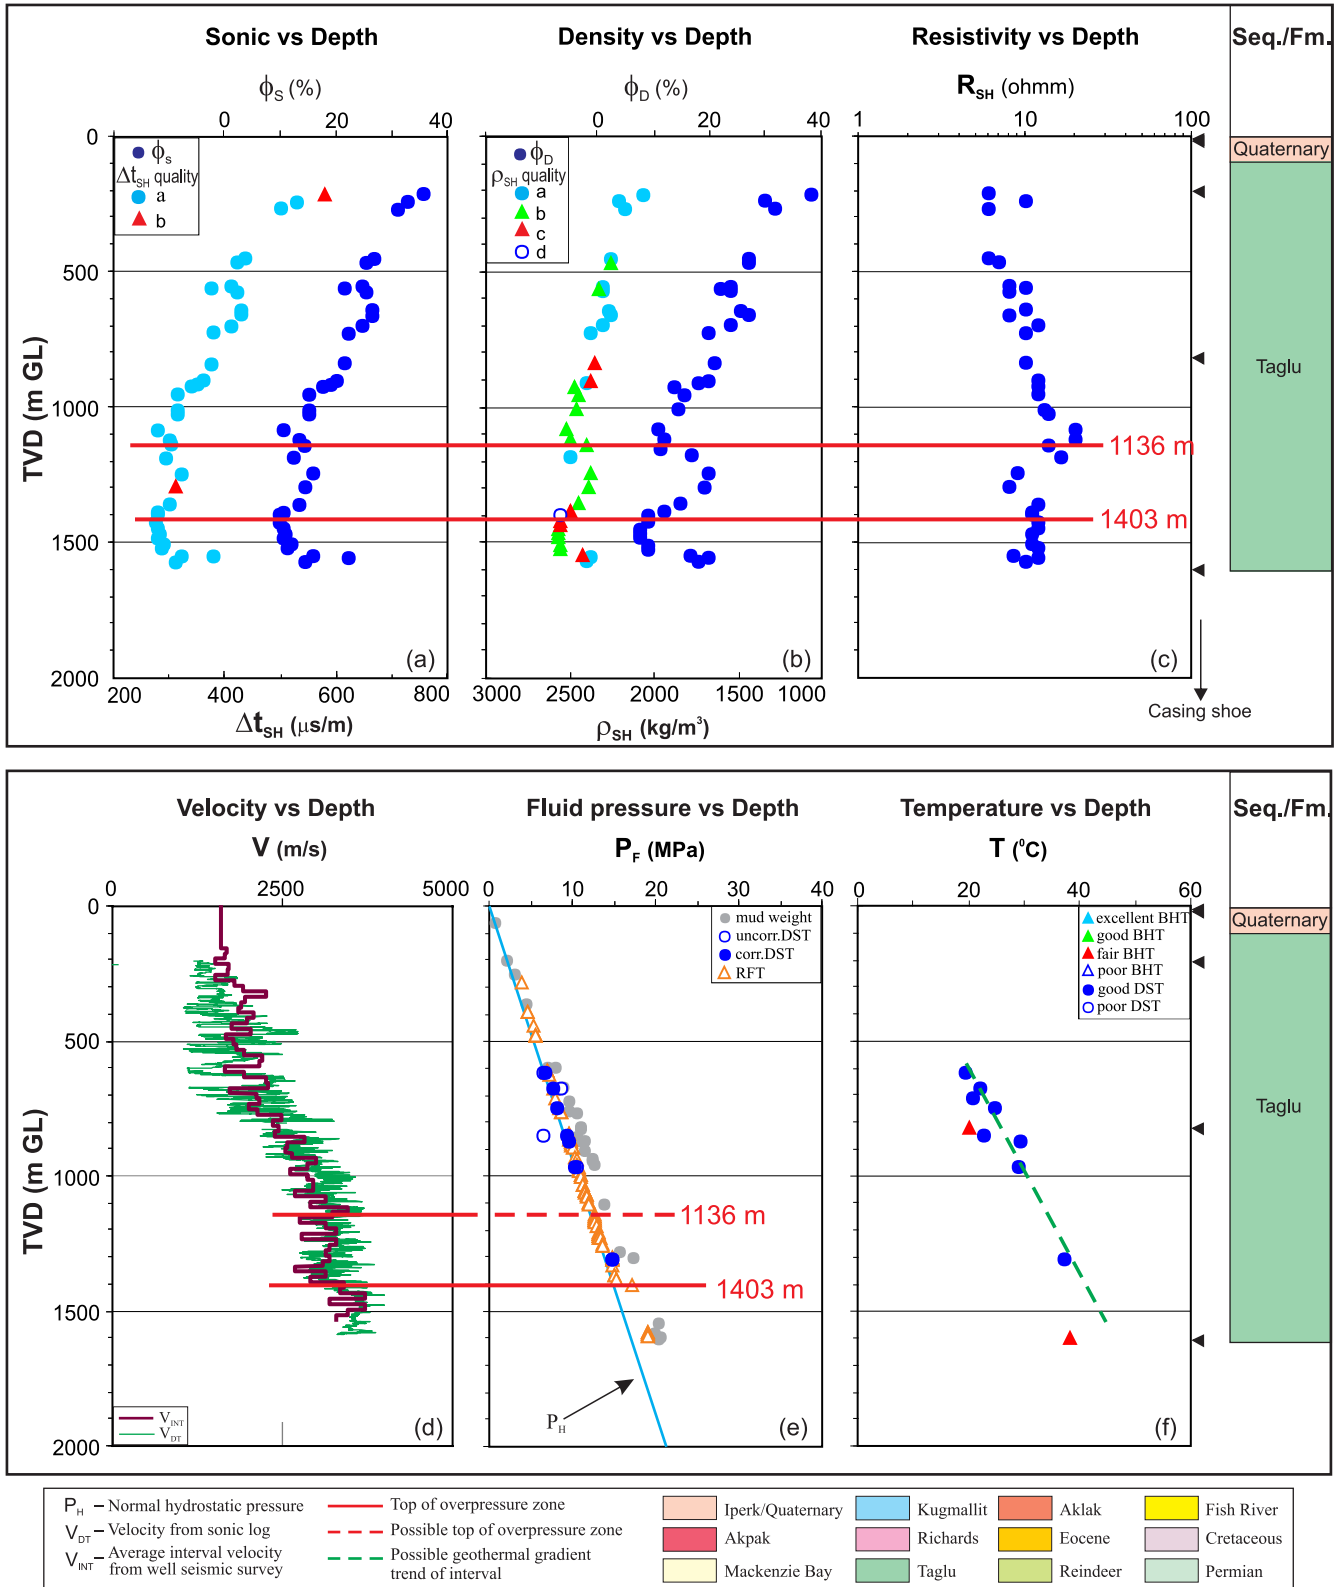 Sonic vs Depth
Density vs Depth
Resistivity vs Depth
Seq./Fm.
ϕS (%)
ϕD (%)
RSH (ohmm)
0 20 40
0 20 40
1 10 100
TVD (m GL)
0
500
1000
1500
2000
ϕs
ΔtSH quality
a
b
ϕD
ρSH quality
a
b
c
d
Quaternary
Taglu
1136 m
1403 m
(a)
(b)
(c)
200 400 600 800
3000 2500 2000 1500 1000
ΔtSH (μs/m)
ρSH (kg/m³)
Casing shoe
Velocity vs Depth
Fluid pressure vs Depth
Temperature vs Depth
Seq./Fm.
V (m/s)
PF (MPa)
T (°C)
0 2500 5000
0 10 20 30 40
0 20 40 60
TVD (m GL)
0
500
1000
1500
2000
mud weight
uncorr.DST
corr.DST
RFT
excellent BHT
good BHT
fair BHT
poor BHT
good DST
poor DST
Quaternary
Taglu
1136 m
1403 m
VINT
VDT
PH
(d)
(e)
(f)
PH – Normal hydrostatic pressure
VDT – Velocity from sonic log
VINT – Average interval velocity
from well seismic survey
Top of overpressure zone
Possible top of overpressure zone
Possible geothermal gradient
trend of interval
Iperk/Quaternary
Kugmallit
Aklak
Fish River
Akpak
Richards
Eocene
Cretaceous
Mackenzie Bay
Taglu
Reindeer
Permian